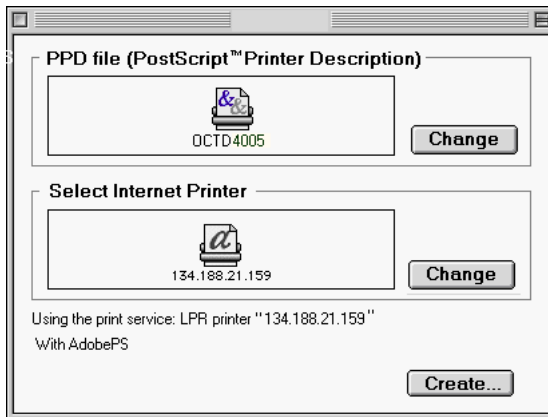 PPD file (PostScript™Printer Description)
&&
OCTD4005
Change
Select Internet Printer
a
134.188.21.159
Change
Using the print service: LPR printer "134.188.21.159"
With AdobePS
Create...